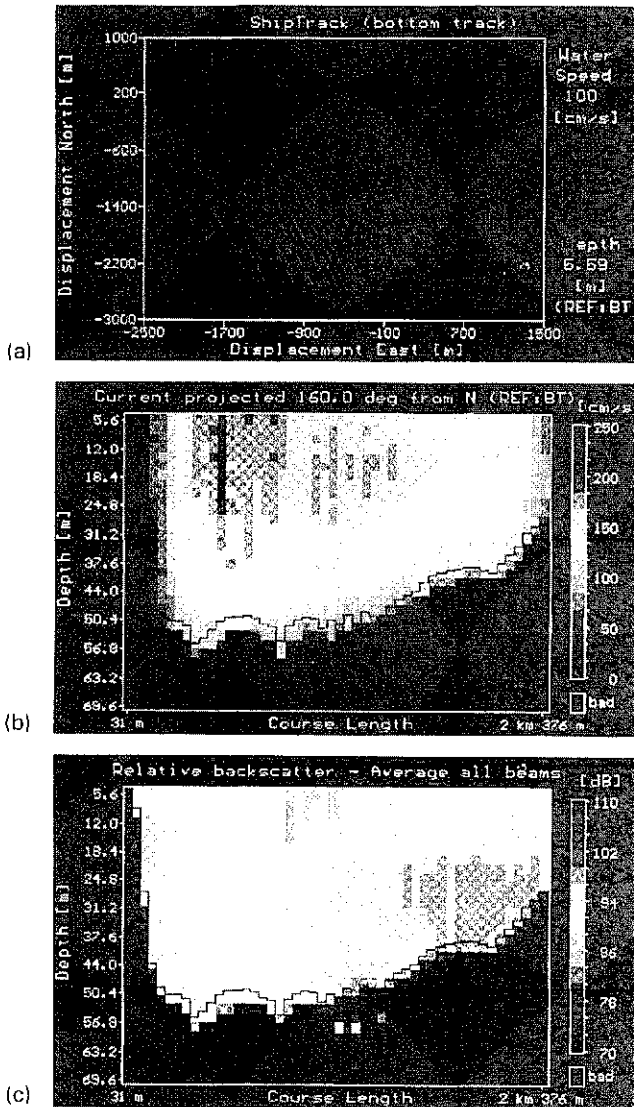 ShipTrack (bottom track)
1000
200
-600
-1400
-2200
-3000
Displacement North [m]
-2500 -1700 -900 -100 700 1800
Displacement East [m]
Water
Speed
100
[cm/s]
epth
6.59
[m]
(REF:BT
(a)
Current projected 160.0 deg from N (REF:BT)
[cm/s]
5.6
12.0
18.4
24.8
31.2
37.6
44.0
50.4
56.8
63.2
69.6
Depth [m]
31 m Course Length 2 km 376 m
250
200
150
100
50
0
bad
(b)
Relative backscatter - Average all beams
[dB]
5.6
12.0
18.4
24.8
31.2
37.6
44.0
50.4
56.8
63.2
69.6
Depth [m]
31 m Course Length 2 km 376 m
110
102
94
86
78
70
bad
(c)